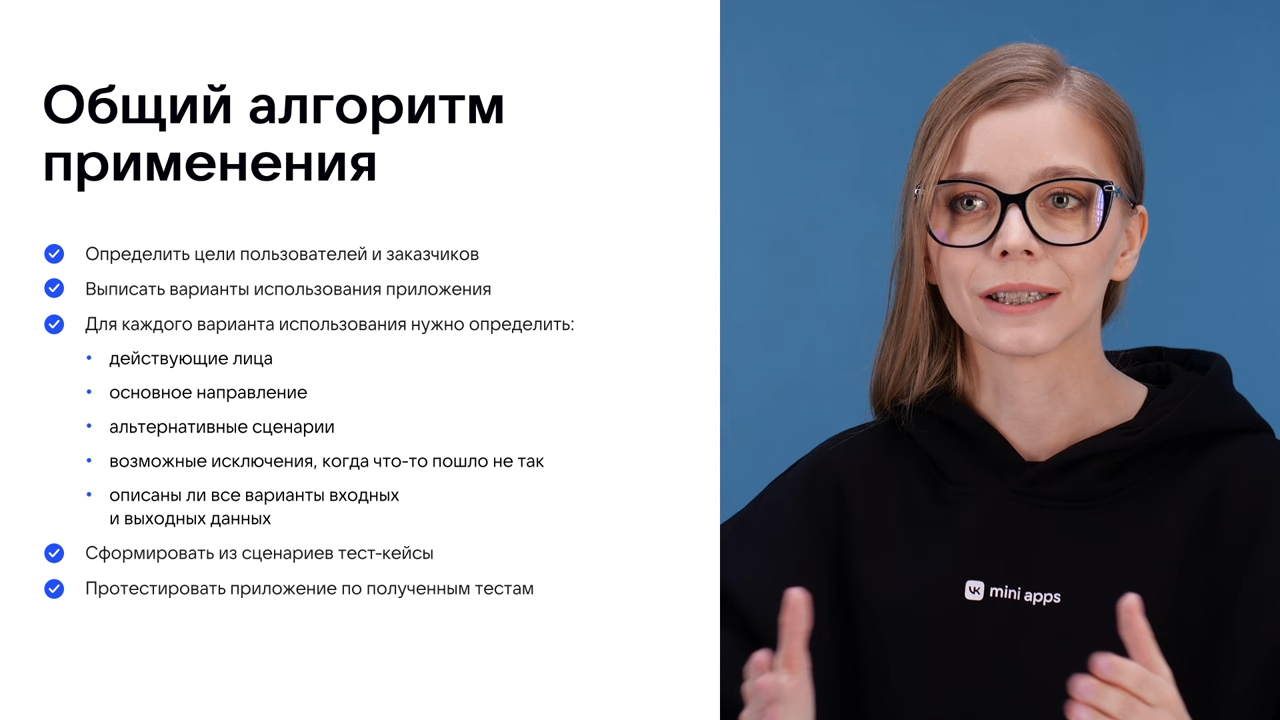 Общий алгоритм
применения
Определить цели пользователей и заказчиков
Выписать варианты использования приложения
Для каждого варианта использования нужно определить:
• действующие лица
• основное направление
• альтернативные сценарии
• возможные исключения, когда что-то пошло не так
• описаны ли все варианты входных
и выходных данных
Сформировать из сценариев тест-кейсы
Протестировать приложение по полученным тестам
VK mini apps